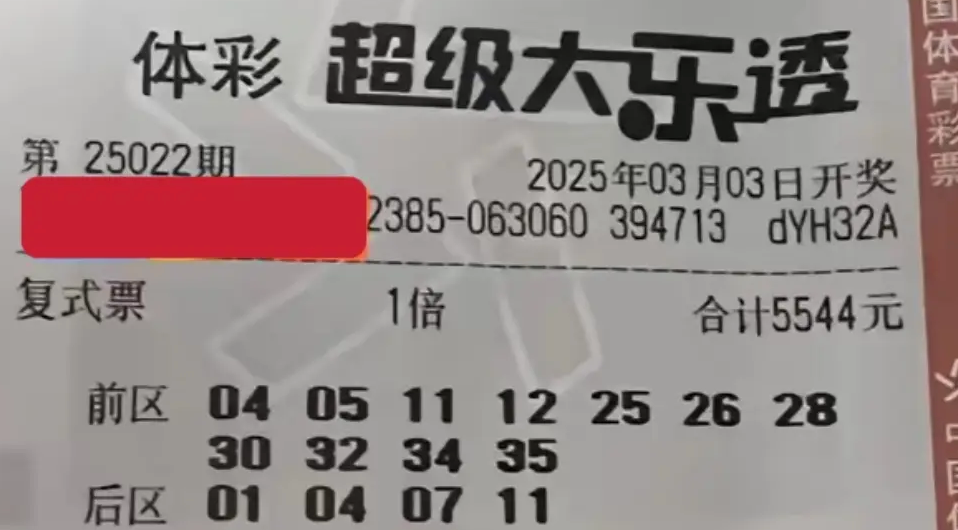 体彩 超级大乐透
第 25022期
2025年03月03日开奖
2385-063060 394713 dYH32A
复式票 1倍 合计5544元
前区 04 05 11 12 25 26 28
30 32 34 35
后区 01 04 07 11
国体育彩票
中国体